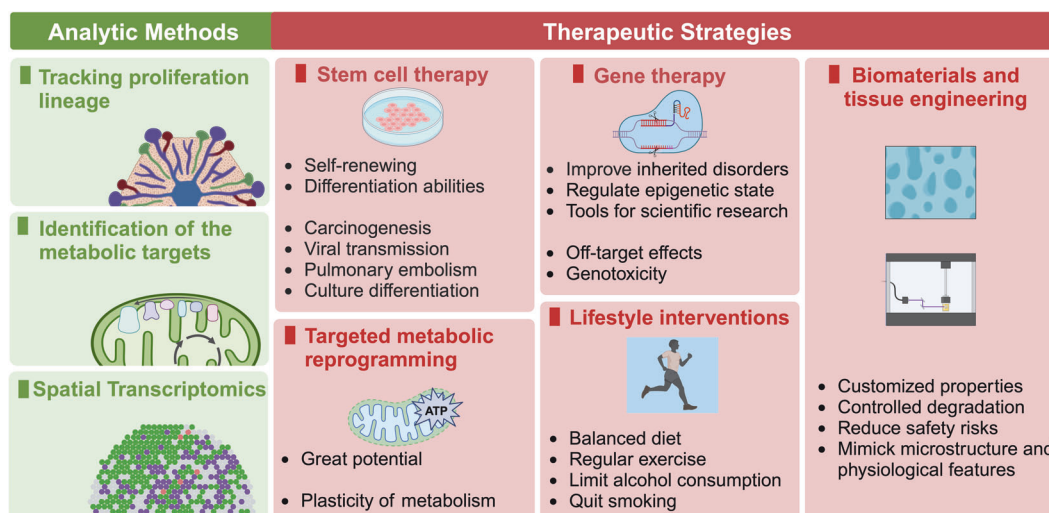 Analytic Methods
Therapeutic Strategies
Tracking proliferation
lineage
Identification of the
metabolic targets
Spatial Transcriptomics
Stem cell therapy
• Self-renewing
• Differentiation abilities
• Carcinogenesis
• Viral transmission
• Pulmonary embolism
• Culture differentiation
Targeted metabolic
reprogramming
ATP
• Great potential
• Plasticity of metabolism
Gene therapy
• Improve inherited disorders
• Regulate epigenetic state
• Tools for scientific research
• Off-target effects
• Genotoxicity
Lifestyle interventions
• Balanced diet
• Regular exercise
• Limit alcohol consumption
• Quit smoking
Biomaterials and
tissue engineering
• Customized properties
• Controlled degradation
• Reduce safety risks
• Mimick microstructure and
physiological features